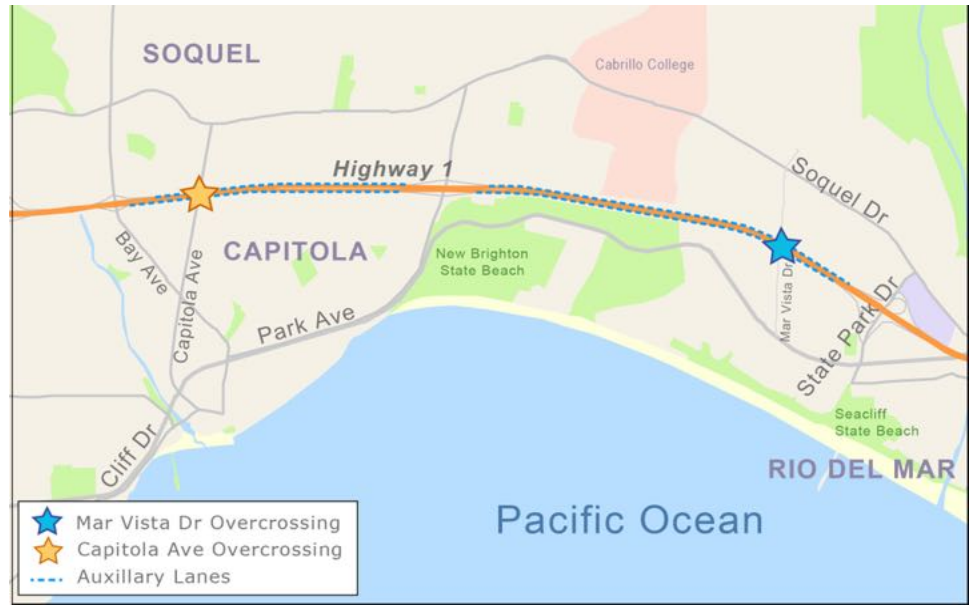 SOQUEL
Cabrillo College
Highway 1
Soquel Dr
Bay Ave
Capitola Ave
CAPITOLA
New Brighton
State Beach
Mar Vista Dr
Park Ave
State Park Dr
Cliff Dr
Seacliff
State Beach
RIO DEL MAR
Pacific Ocean
Mar Vista Dr Overcrossing
Capitola Ave Overcrossing
Auxillary Lanes